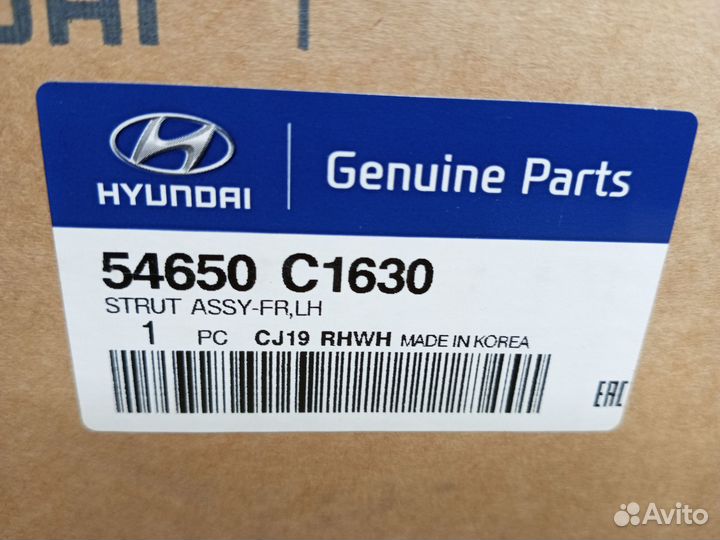 HYUNDAI
Genuine Parts
54650 C1630
STRUT ASSY-FR,LH
1 PC CJ19 RHWH MADE IN KOREA
EAC
Avito